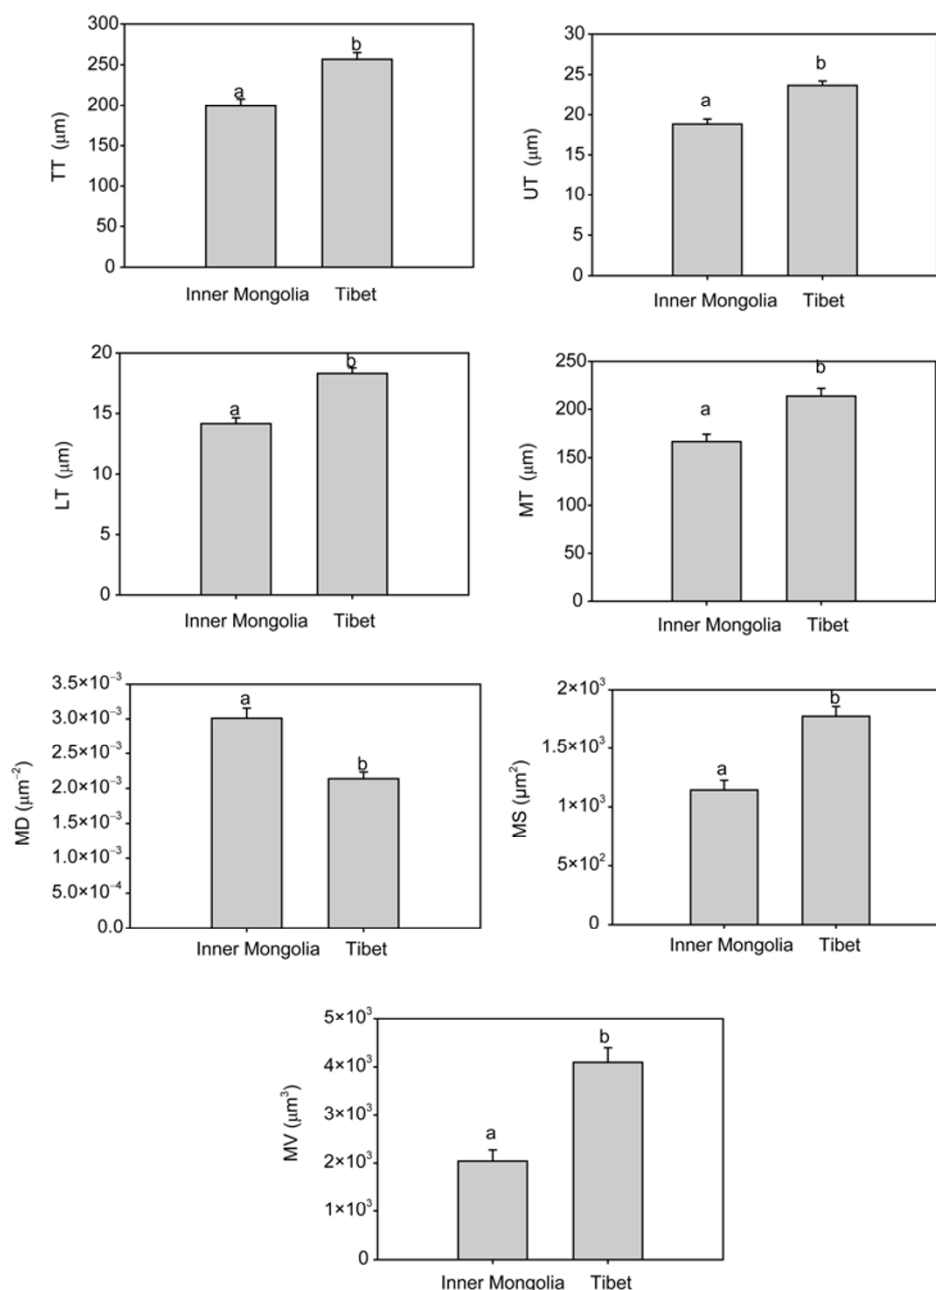 300
250
200
150
100
50
0
TT (μm)
a
b
Inner Mongolia Tibet
30
25
20
15
10
5
0
UT (μm)
a
b
Inner Mongolia Tibet
20
15
10
5
0
LT (μm)
a
b
Inner Mongolia Tibet
250
200
150
100
50
0
MT (μm)
a
b
Inner Mongolia Tibet
3.5×10⁻³
3.0×10⁻³
2.5×10⁻³
2.0×10⁻³
1.5×10⁻³
1.0×10⁻³
5.0×10⁻⁴
0.0
MD (μm⁻²)
a
b
Inner Mongolia Tibet
2×10³
1.5×10³
1×10³
5×10²
0
MS (μm²)
a
b
Inner Mongolia Tibet
5×10³
4×10³
3×10³
2×10³
1×10³
0
MV (μm³)
a
b
Inner Mongolia Tibet